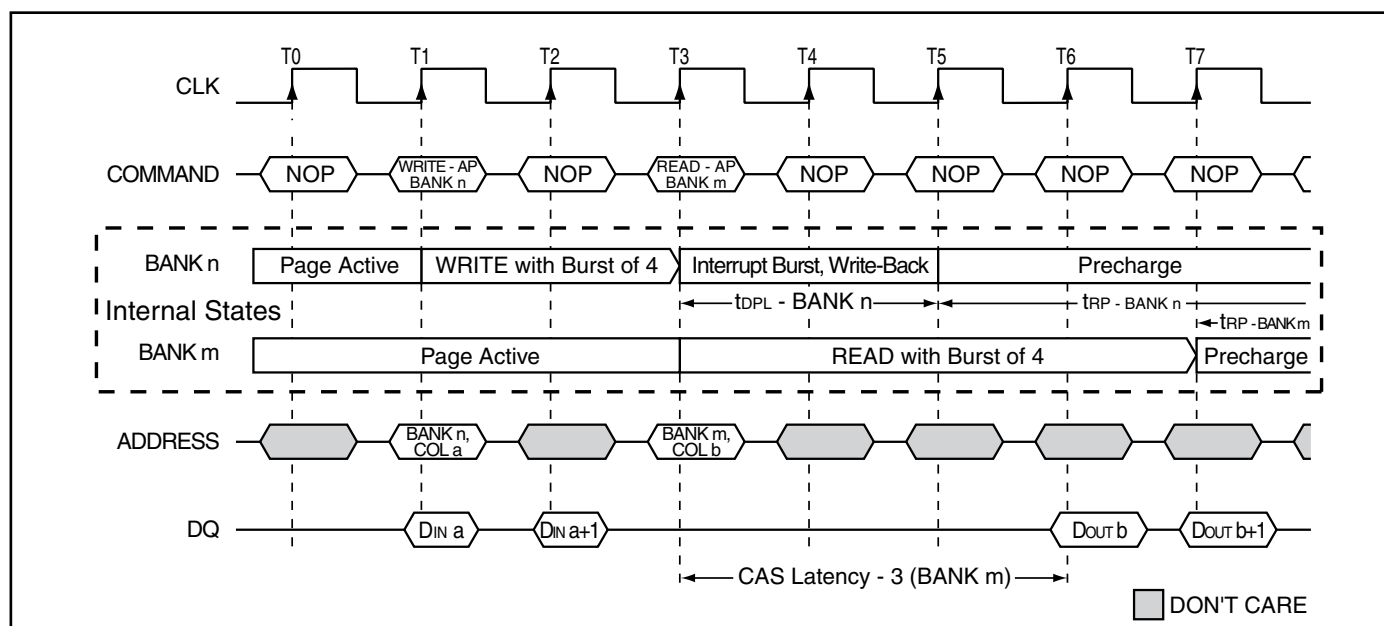 T0 T1 T2 T3 T4 T5 T6 T7
CLK
COMMAND NOP WRITE - AP BANK n NOP READ - AP BANK m NOP NOP NOP NOP
BANK n Page Active WRITE with Burst of 4 Interrupt Burst, Write-Back Precharge
tDPL - BANK n tRP - BANK n
Internal States
tRP - BANK m
BANK m Page Active READ with Burst of 4 Precharge
ADDRESS BANK n, COL a BANK m, COL b
DQ DIN a DIN a+1 DOUT b DOUT b+1
CAS Latency - 3 (BANK m)
DON'T CARE